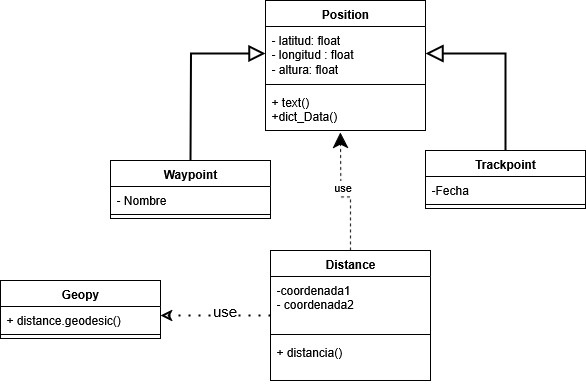 Position
- latitud: float
- longitud : float
- altura: float
+ text()
+dict_Data()
Waypoint
- Nombre
Trackpoint
-Fecha
use
Distance
-coordenada1
- coordenada2
+ distancia()
Geopy
+ distance.geodesic()
use